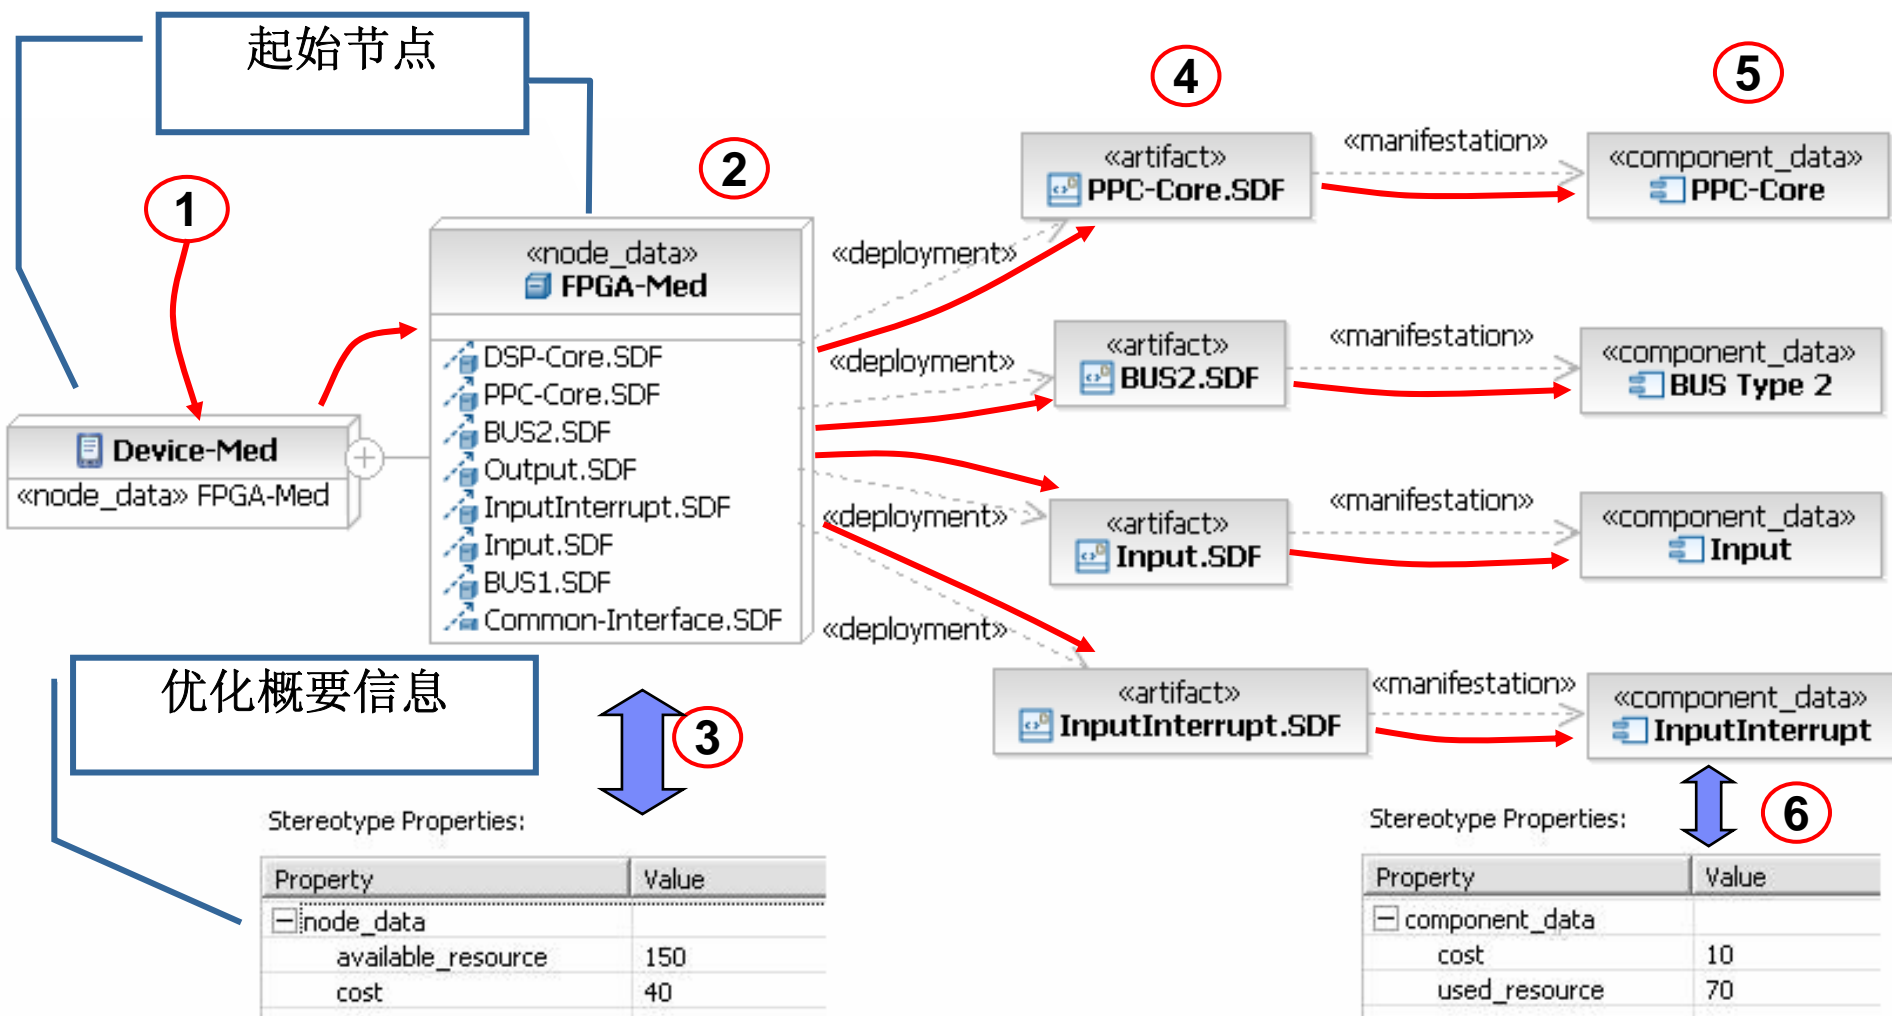 起始节点
1
2
4
5
Device-Med
«node_data» FPGA-Med
«node_data»
FPGA-Med
DSP-Core.SDF
PPC-Core.SDF
BUS2.SDF
Output.SDF
InputInterrupt.SDF
Input.SDF
BUS1.SDF
Common-Interface.SDF
«deployment»
«artifact»
PPC-Core.SDF
«manifestation»
«component_data»
PPC-Core
«deployment»
«artifact»
BUS2.SDF
«manifestation»
«component_data»
BUS Type 2
«deployment»
«artifact»
Input.SDF
«manifestation»
«component_data»
Input
«deployment»
«artifact»
InputInterrupt.SDF
«manifestation»
«component_data»
InputInterrupt
优化概要信息
3
Stereotype Properties:
Property Value
node_data
available_resource 150
cost 40
6
Stereotype Properties:
Property Value
component_data
cost 10
used_resource 70